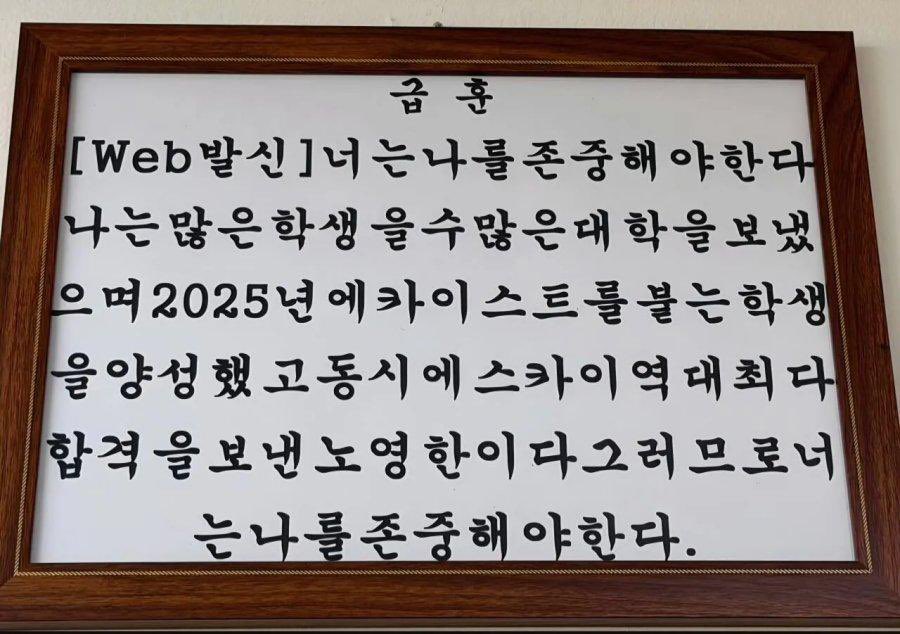 급 훈
[Web발신]너는나를존중해야한다
나는많은학생을수많은대학을보냈
으며2025년에카이스트를붙는학생
을양성했고동시에스카이역대최다
합격을보낸노영한이다그러므로너
는나를존중해야한다.